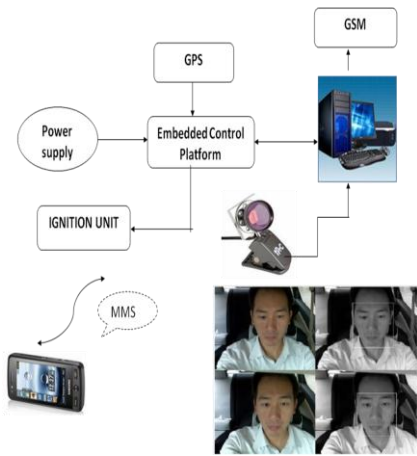 GSM
GPS
Power
supply
Embedded Control
Platform
IGNITION UNIT
MMS